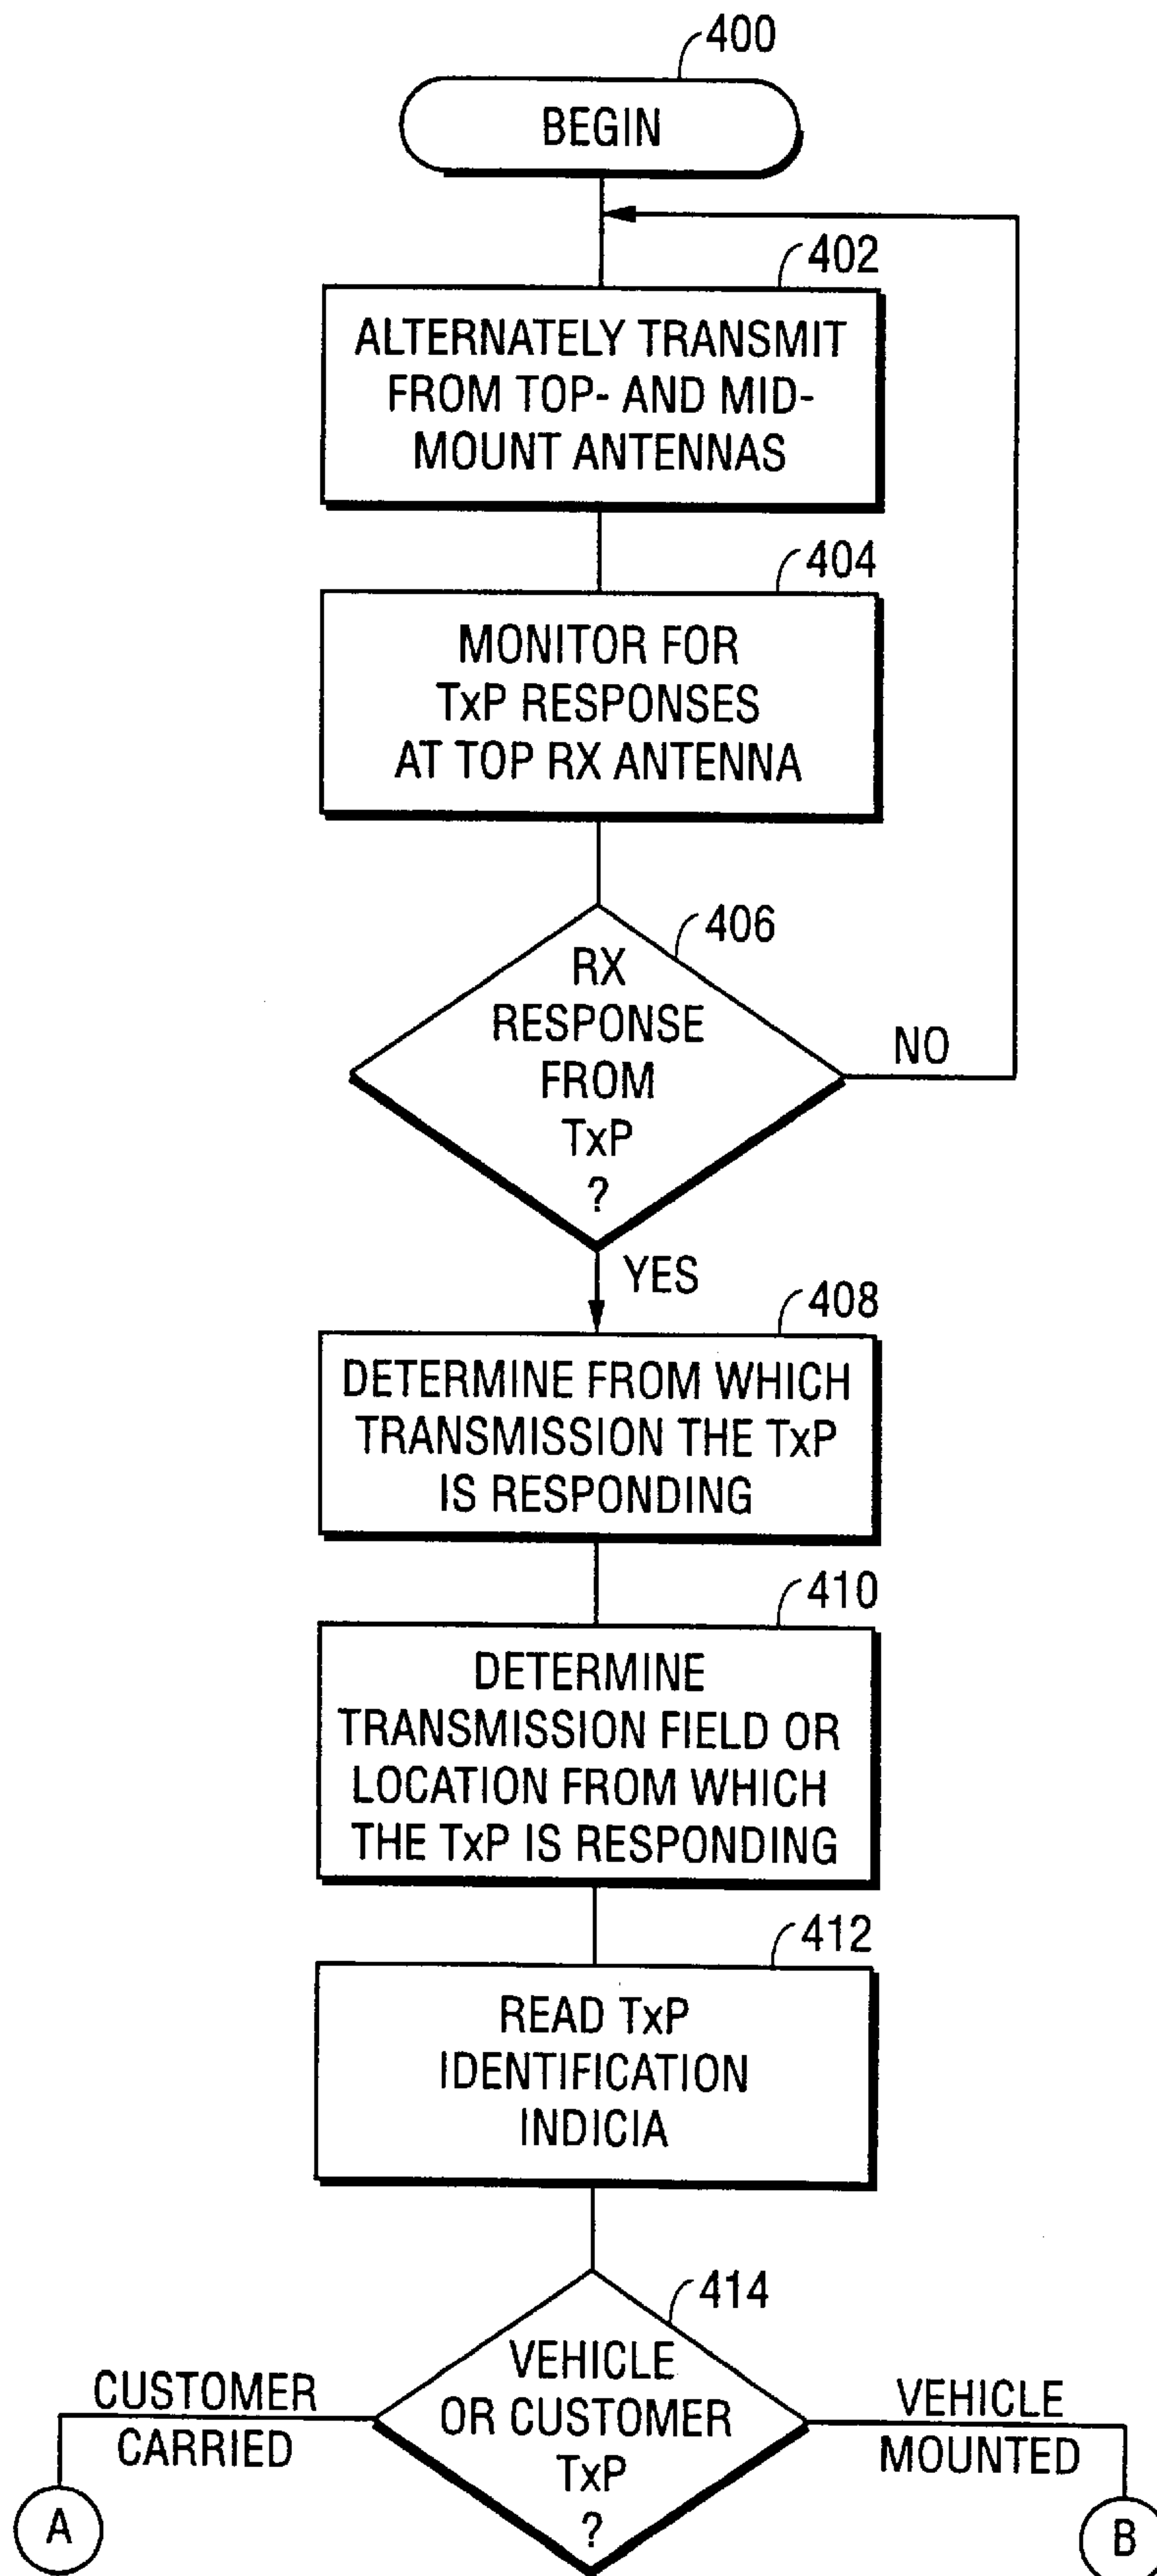 400
BEGIN
402
ALTERNATELY TRANSMIT
FROM TOP- AND MID-
MOUNT ANTENNAS
404
MONITOR FOR
TxP RESPONSES
AT TOP RX ANTENNA
406
RX
RESPONSE
FROM
TxP
?
NO
YES
408
DETERMINE FROM WHICH
TRANSMISSION THE TxP
IS RESPONDING
410
DETERMINE
TRANSMISSION FIELD OR
LOCATION FROM WHICH
THE TxP IS RESPONDING
412
READ TxP
IDENTIFICATION
INDICIA
414
VEHICLE
OR CUSTOMER
TxP
?
CUSTOMER
CARRIED
VEHICLE
MOUNTED
A
B